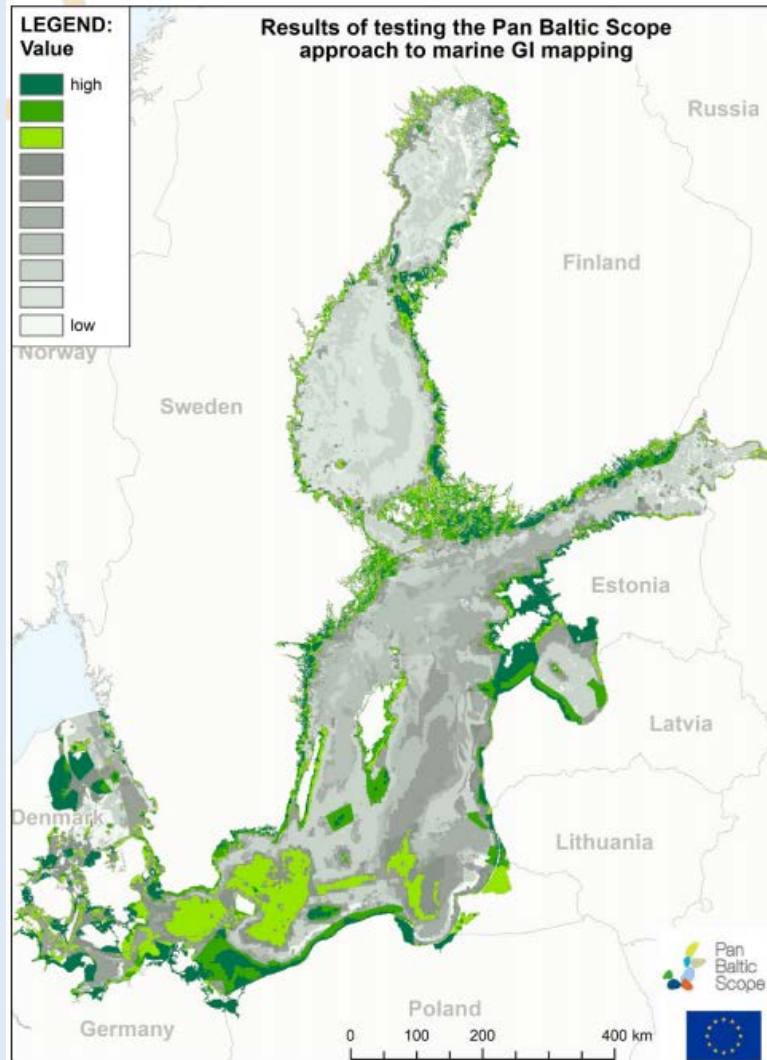 LEGEND:
Value
high
low
Results of testing the Pan Baltic Scope
approach to marine GI mapping
Russia
Finland
Norway
Sweden
Estonia
Latvia
Denmark
Lithuania
Poland
Germany
Pan
Baltic
Scope
0 100 200 400 km